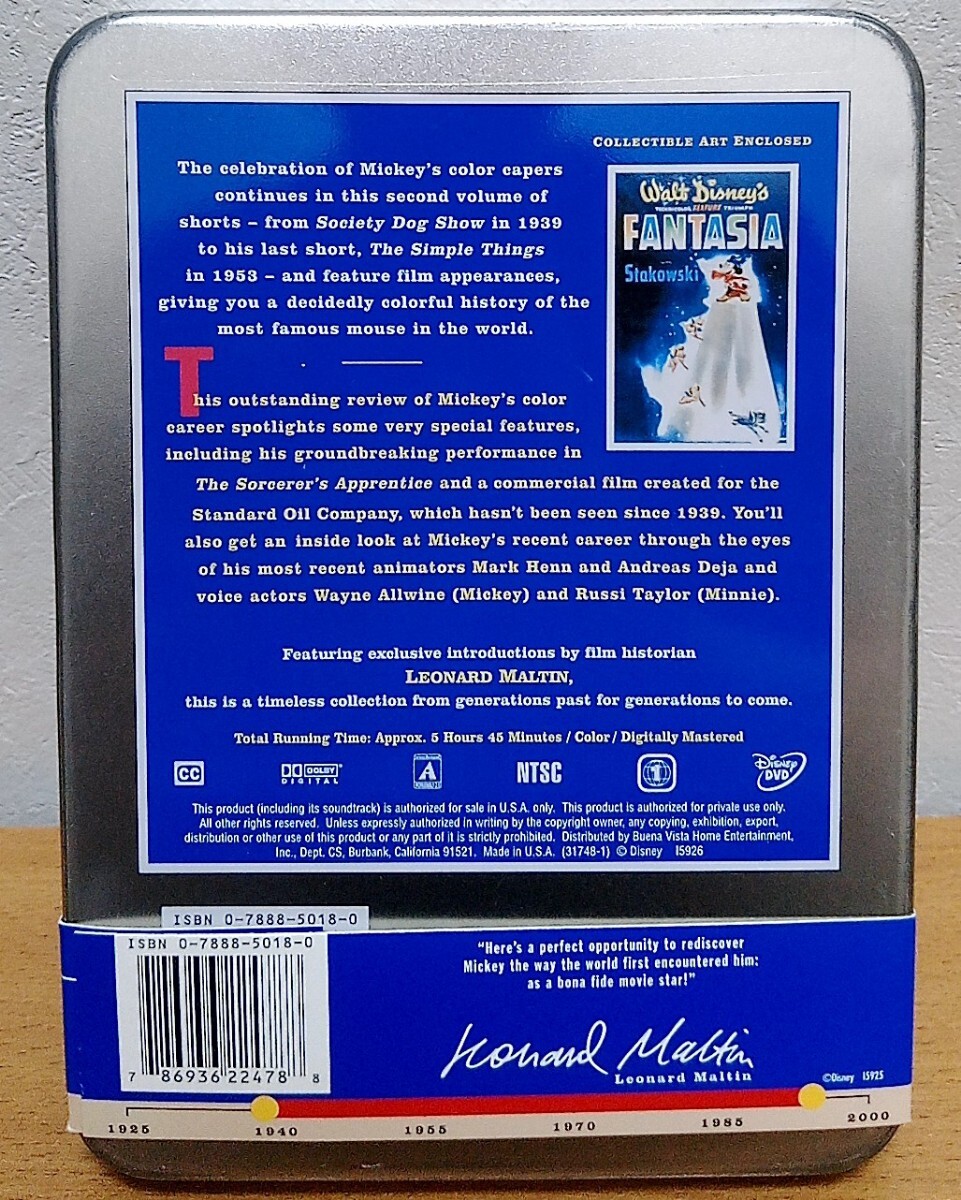 COLLECTIBLE ART ENCLOSED
The celebration of Mickey's color capers
continues in this second volume of
shorts – from Society Dog Show in 1939
to his last short, The Simple Things
in 1953 – and feature film appearances,
giving you a decidedly colorful history of the
most famous mouse in the world.
Walt Disney's
TECHNICOLOR FEATURE TRIUMPH
FANTASIA
Stokowski
This outstanding review of Mickey's color
career spotlights some very special features,
including his groundbreaking performance in
The Sorcerer's Apprentice and a commercial film created for the
Standard Oil Company, which hasn't been seen since 1939. You'll
also get an inside look at Mickey's recent career through the eyes
of his most recent animators Mark Henn and Andreas Deja and
voice actors Wayne Allwine (Mickey) and Russi Taylor (Minnie).
Featuring exclusive introductions by film historian
LEONARD MALTIN,
this is a timeless collection from generations past for generations to come.
Total Running Time: Approx. 5 Hours 45 Minutes / Color / Digitally Mastered
CC
DOLBY DIGITAL
A
NTSC
1
DISNEY DVD
This product (including its soundtrack) is authorized for sale in U.S.A. only. This product is authorized for private use only.
All other rights reserved. Unless expressly authorized in writing by the copyright owner, any copying, exhibition, export,
distribution or other use of this product or any part of it is strictly prohibited. Distributed by Buena Vista Home Entertainment,
Inc., Dept. CS, Burbank, California 91521. Made in U.S.A. (31748-1) © Disney 15926
ISBN 0-7888-5018-0
ISBN 0-7888-5018-0
7 86936 22478 8
"Here's a perfect opportunity to rediscover
Mickey the way the world first encountered him:
as a bona fide movie star!"
Leonard Maltin
Leonard Maltin
©Disney 15925
1925 1940 1955 1970 1985 2000